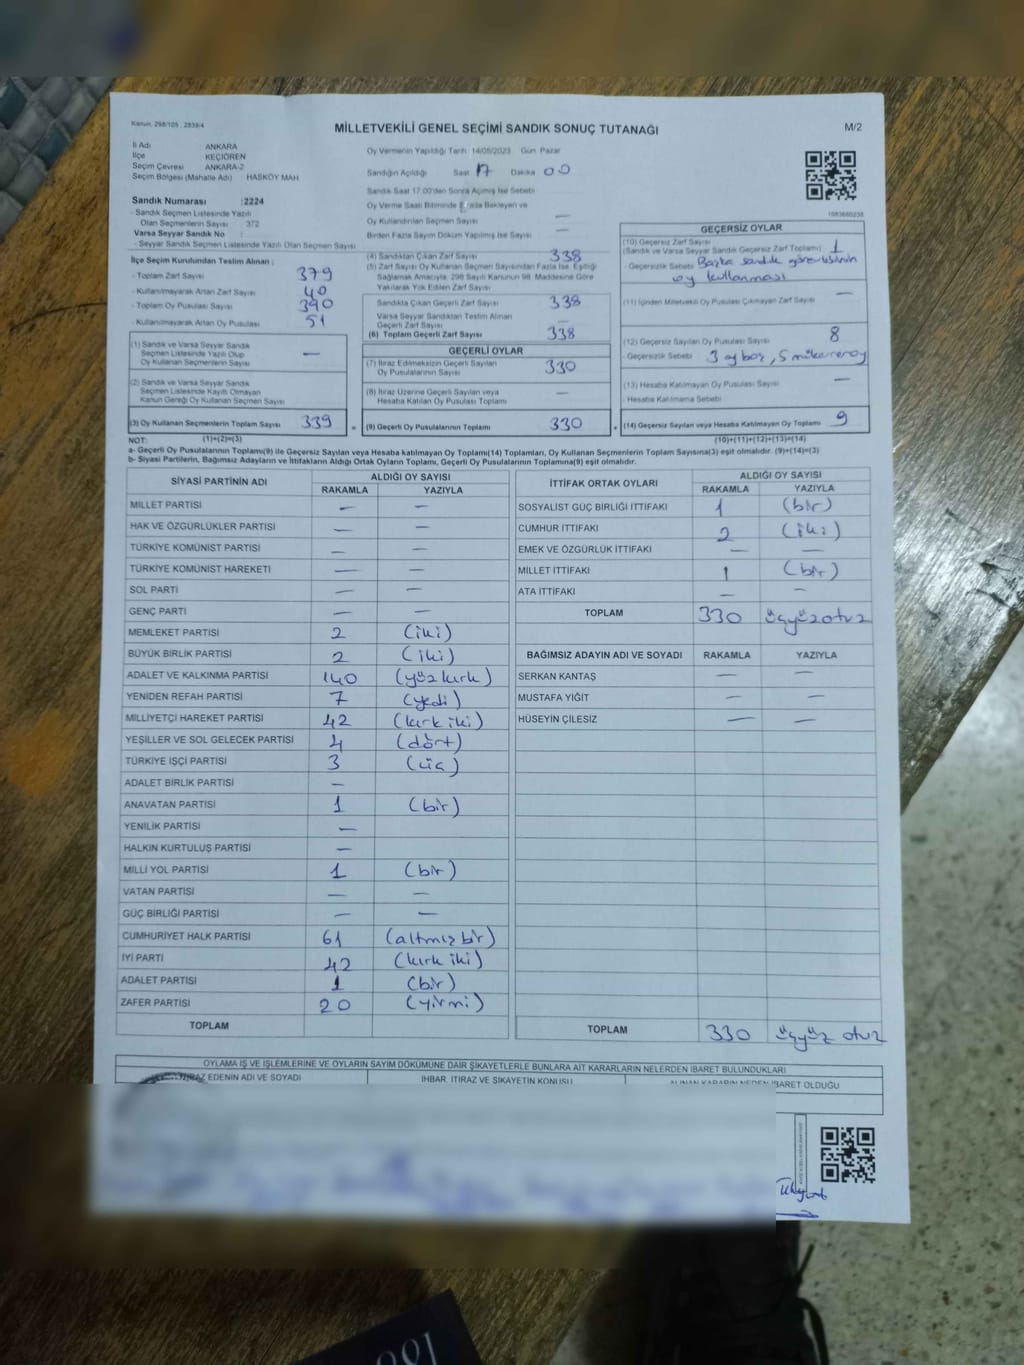 Kanun: 298/105 , 2839/4
MİLLETVEKİLİ GENEL SEÇİMİ SANDIK SONUÇ TUTANAĞI
M/2
İl Adı ANKARA
İlçe KEÇİÖREN
Seçim Çevresi ANKARA-2
Seçim Bölgesi (Mahalle Adı) HASKÖY MAH
Sandık Numarası :2224
- Sandık Seçmen Listesinde Yazılı
Olan Seçmenlerin Sayısı : 372
Varsa Seyyar Sandık No :
- Seyyar Sandık Seçmen Listesinde Yazılı Olan Seçmen Sayısı
İlçe Seçim Kurulundan Teslim Alınan ;
- Toplam Zarf Sayısı 379
- Kullanılmayarak Artan Zarf Sayısı 40
- Toplam Oy Pusulası Sayısı 390
- Kullanılmayarak Artan Oy Pusulası 51
(1) Sandık ve Varsa Seyyar Sandık
Seçmen Listesinde Yazılı Olup
Oy Kullanan Seçmenlerin Sayısı —
(2) Sandık ve Varsa Seyyar Sandık
Seçmen Listesinde Kayıtlı Olmayan
Kanun Gereği Oy Kullanan Seçmen Sayısı
(3) Oy Kullanan Seçmenlerin Toplam Sayısı 339
Oy Vermenin Yapıldığı Tarih 14/05/2023 Gün Pazar
Sandığın Açıldığı Saat 17 Dakika 00
Sandık Saat 17.00'den Sonra Açılmış İse Sebebi
Oy Verme Saati Bitiminde Sırada Bekleyen ve
Oy Kullandırılan Seçmen Sayısı —
Birden Fazla Sayım Döküm Yapılmış İse Sayısı —
(4) Sandıktan Çıkan Zarf Sayısı 338
(5) Zarf Sayısı Oy Kullanan Seçmen Sayısından Fazla İse, Eşitliği
Sağlamak Amacıyla, 298 Sayılı Kanunun 98. Maddesine Göre
Yakılarak Yok Edilen Zarf Sayısı
Sandıkta Çıkan Geçerli Zarf Sayısı 338
Varsa Seyyar Sandıktan Teslim Alınan
Geçerli Zarf Sayısı —
(6) Toplam Geçerli Zarf Sayısı 338
GEÇERLİ OYLAR
(7) İtiraz Edilmeksizin Geçerli Sayılan
Oy Pusulalarının Toplamı 330
(8) İtiraz Üzerine Geçerli Sayılan veya
Hesaba Katılan Oy Pusulası Toplamı —
= (9) Geçerli Oy Pusulalarının Toplamı 330
1083660238
GEÇERSİZ OYLAR
(10) Geçersiz Zarf Sayısı
(Sandık ve Varsa Seyyar Sandık Geçersiz Zarf Toplamı) 1
- Geçersizlik Sebebi Başka sandık görevlisinin
oy kullanması
(11) İçinden Milletvekili Oy Pusulası Çıkmayan Zarf Sayısı —
(12) Geçersiz Sayılan Oy Pusulası Sayısı 8
- Geçersizlik Sebebi 3 oy boş, 5 mükerrer oy
(13) Hesaba Katılmayan Oy Pusulası Sayısı —
- Hesaba Katılmama Sebebi
+ (14) Geçersiz Sayılan veya Hesaba Katılmayan Oy Toplamı 9
NOT: (1)+(2)=(3) (10)+(11)+(12)+(13)=(14)
a- Geçerli Oy Pusulalarının Toplamı(9) ile Geçersiz Sayılan veya Hesaba katılmayan Oy Toplamı(14) Toplamları, Oy Kullanan Seçmenlerin Toplam Sayısına(3) eşit olmalıdır. (9)+(14)=(3)
b- Siyasi Partilerin, Bağımsız Adayların ve İttifakların Aldığı Ortak Oyların Toplamı, Geçerli Oy Pusulalarının Toplamına(9) eşit olmalıdır.
SİYASİ PARTİNİN ADI ALDIĞI OY SAYISI
RAKAMLA YAZIYLA
MİLLET PARTİSİ — —
HAK VE ÖZGÜRLÜKLER PARTİSİ — —
TÜRKİYE KOMÜNİST PARTİSİ — —
TÜRKİYE KOMÜNİST HAREKETİ — —
SOL PARTİ — —
GENÇ PARTİ — —
MEMLEKET PARTİSİ 2 (iki)
BÜYÜK BİRLİK PARTİSİ 2 (iki)
ADALET VE KALKINMA PARTİSİ 140 (yüz kırk)
YENİDEN REFAH PARTİSİ 7 (yedi)
MİLLİYETÇİ HAREKET PARTİSİ 42 (kırk iki)
YEŞİLLER VE SOL GELECEK PARTİSİ 4 (dört)
TÜRKİYE İŞÇİ PARTİSİ 3 (üç)
ADALET BİRLİK PARTİSİ —
ANAVATAN PARTİSİ 1 (bir)
YENİLİK PARTİSİ —
HALKIN KURTULUŞ PARTİSİ —
MİLLİ YOL PARTİSİ 1 (bir)
VATAN PARTİSİ — —
GÜÇ BİRLİĞİ PARTİSİ — —
CUMHURİYET HALK PARTİSİ 61 (altmış bir)
İYİ PARTİ 42 (kırk iki)
ADALET PARTİSİ 1 (bir)
ZAFER PARTİSİ 20 (yirmi)
TOPLAM
İTTİFAK ORTAK OYLARI ALDIĞI OY SAYISI
RAKAMLA YAZIYLA
SOSYALİST GÜÇ BİRLİĞİ İTTİFAKI 1 (bir)
CUMHUR İTTİFAKI 2 (iki)
EMEK VE ÖZGÜRLÜK İTTİFAKI — —
MİLLET İTTİFAKI 1 (bir)
ATA İTTİFAKI — —
TOPLAM 330 üçyüzotuz
BAĞIMSIZ ADAYIN ADI VE SOYADI RAKAMLA YAZIYLA
SERKAN KANTAŞ — —
MUSTAFA YİĞİT — —
HÜSEYİN ÇİLESİZ — —
TOPLAM 330 üçyüz otuz
OYLAMA İŞ VE İŞLEMLERİNE VE OYLARIN SAYIM DÖKÜMÜNE DAİR ŞİKAYETLERLE BUNLARA AİT KARARLARIN NELERDEN İBARET BULUNDUKLARI
İTİRAZ EDENİN ADI VE SOYADI İHBAR, İTİRAZ VE ŞİKAYETİN KONUSU ALINAN KARARIN NEDEN İBARET OLDUĞU